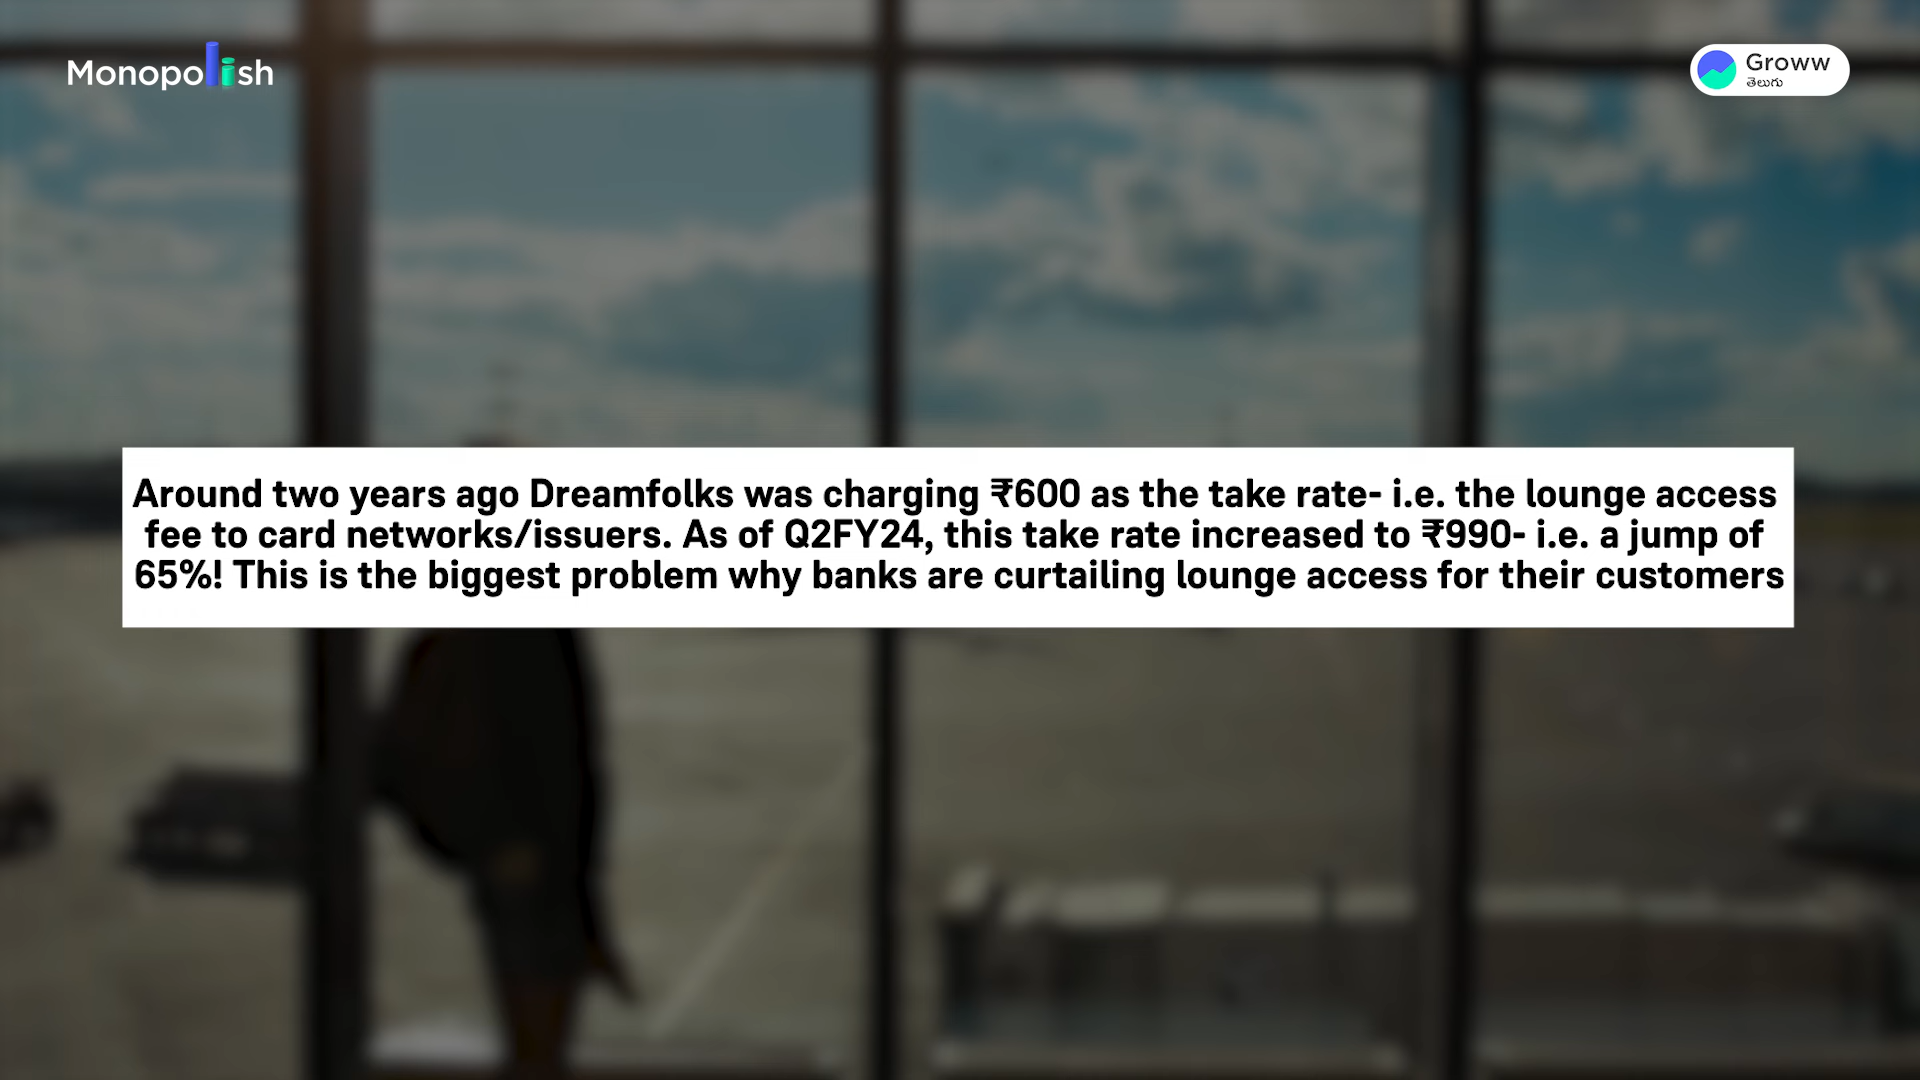 Monopolish
Groww
తెలుగు
Around two years ago Dreamfolks was charging ₹600 as the take rate- i.e. the lounge access
fee to card networks/issuers. As of Q2FY24, this take rate increased to ₹990- i.e. a jump of
65%! This is the biggest problem why banks are curtailing lounge access for their customers